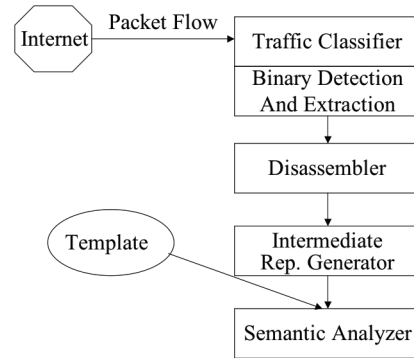 Internet
Packet Flow
Traffic Classifier
Binary Detection
And Extraction
Disassembler
Template
Intermediate
Rep. Generator
Semantic Analyzer